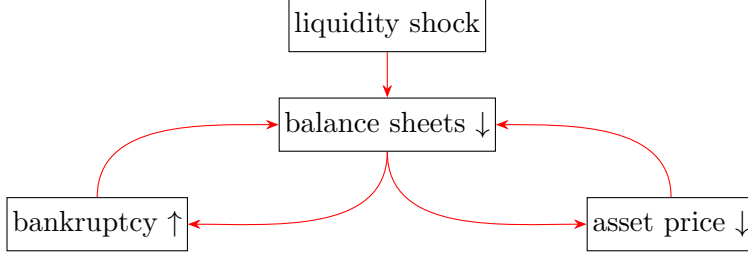 liquidity shock
balance sheets ↓
bankruptcy ↑
asset price ↓